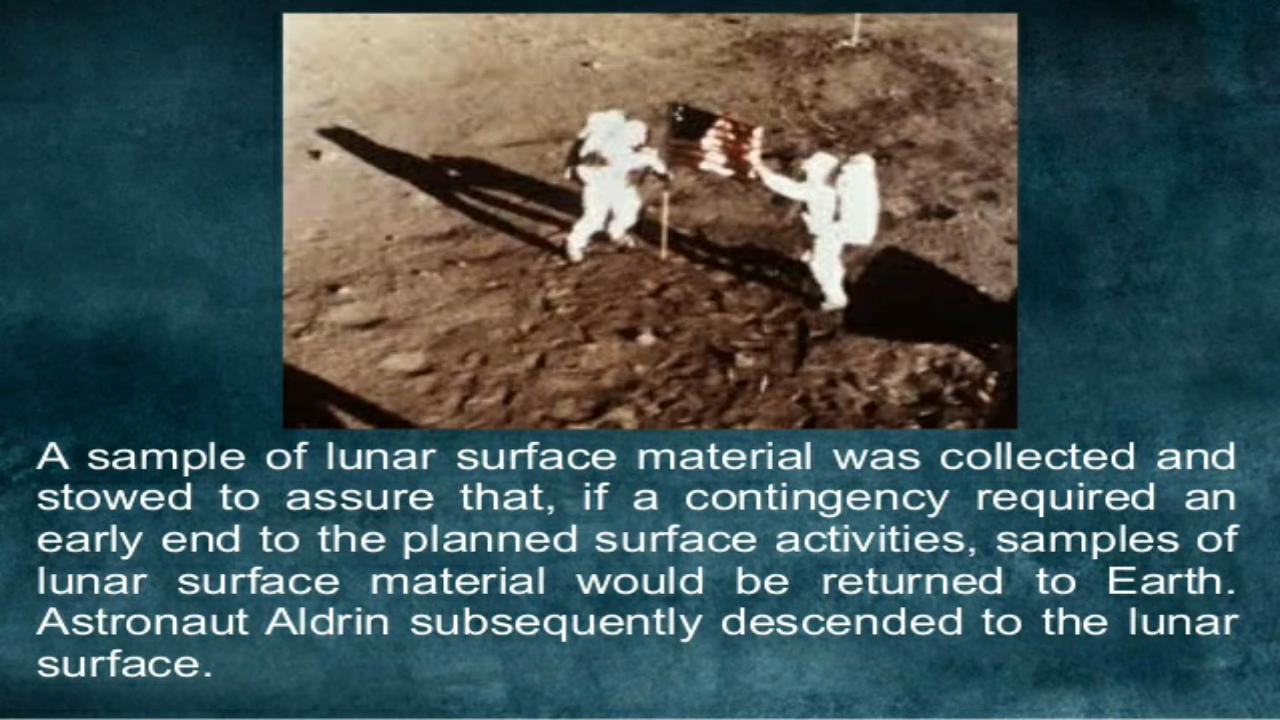 A sample of lunar surface material was collected and
stowed to assure that, if a contingency required an
early end to the planned surface activities, samples of
lunar surface material would be returned to Earth.
Astronaut Aldrin subsequently descended to the lunar
surface.